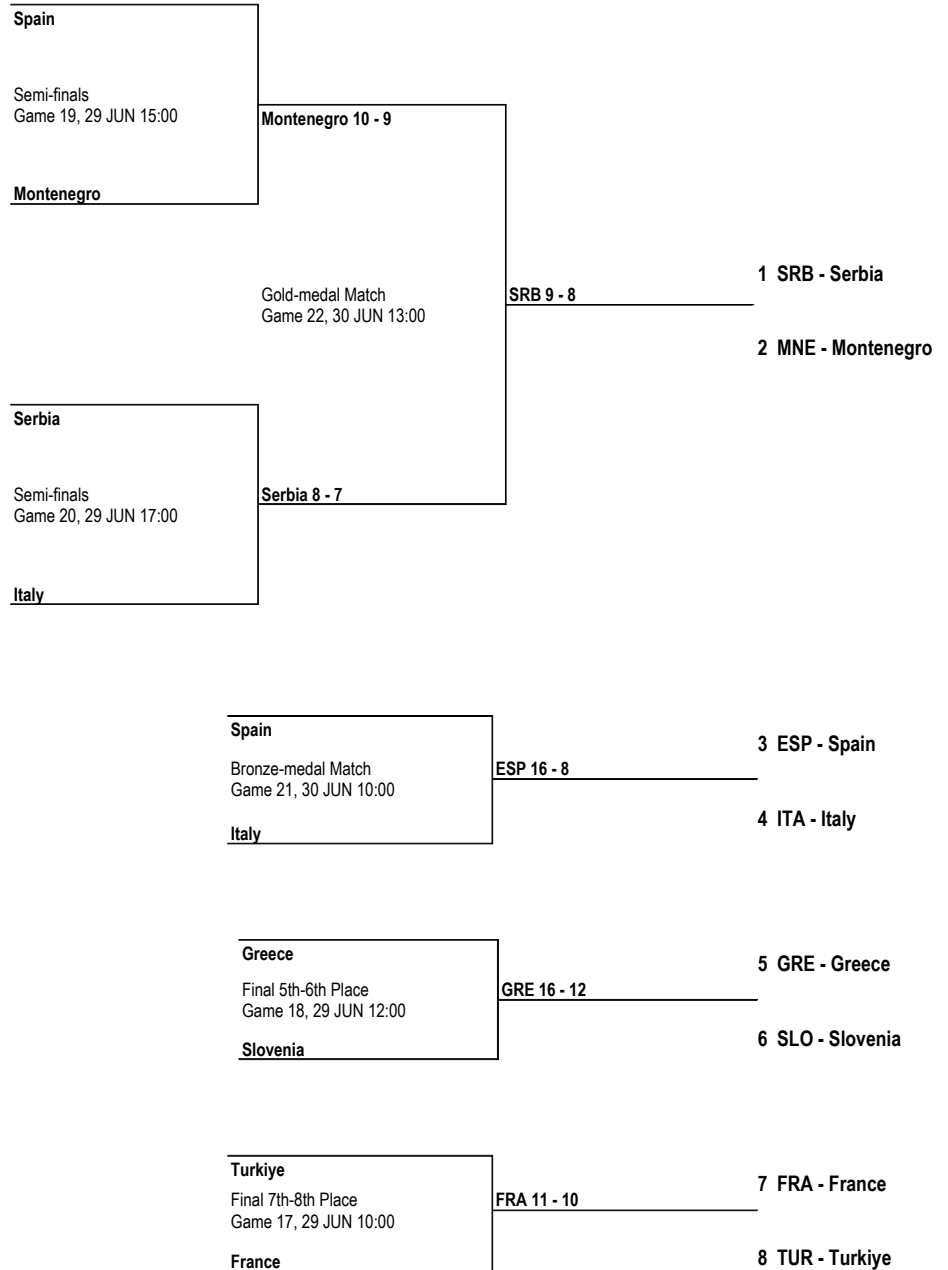 Spain
Semi-finals
Game 19, 29 JUN 15:00
Montenegro 10 - 9
Montenegro
Gold-medal Match
Game 22, 30 JUN 13:00
SRB 9 - 8
1 SRB - Serbia
2 MNE - Montenegro
Serbia
Semi-finals
Game 20, 29 JUN 17:00
Serbia 8 - 7
Italy
Spain
Bronze-medal Match
Game 21, 30 JUN 10:00
Italy
ESP 16 - 8
3 ESP - Spain
4 ITA - Italy
Greece
Final 5th-6th Place
Game 18, 29 JUN 12:00
Slovenia
GRE 16 - 12
5 GRE - Greece
6 SLO - Slovenia
Turkiye
Final 7th-8th Place
Game 17, 29 JUN 10:00
France
FRA 11 - 10
7 FRA - France
8 TUR - Turkiye